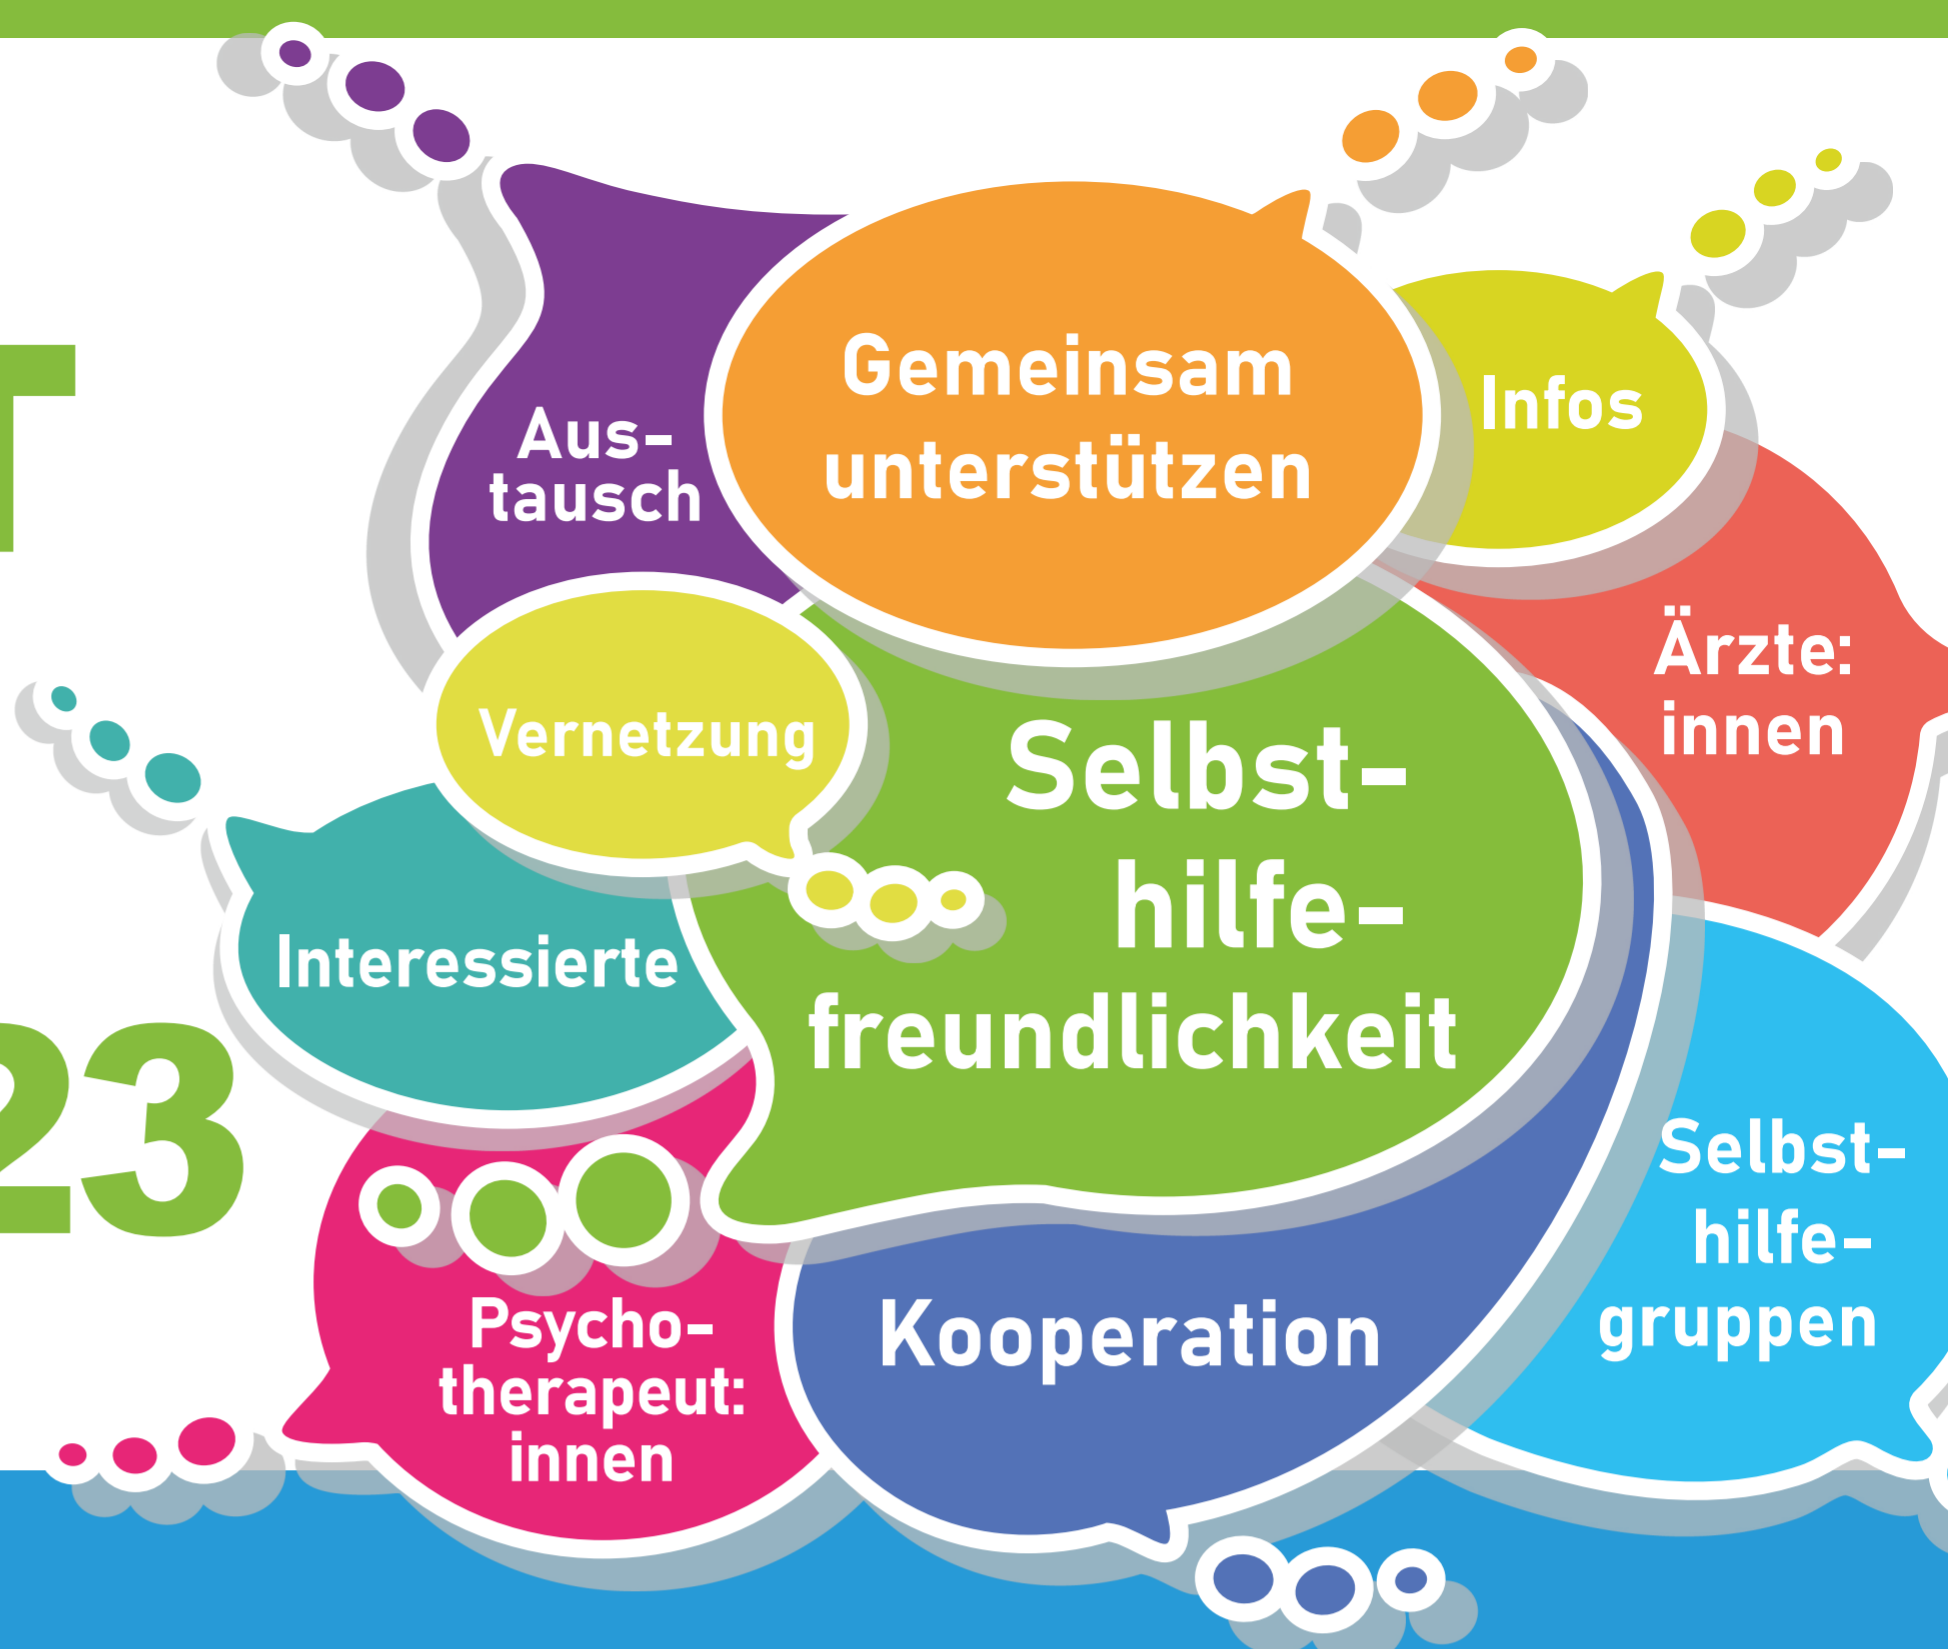 Gemeinsam
unterstützen
Infos
Aus-
tausch
Ärzte:
innen
Vernetzung
Selbst-
hilfe-
freundlichkeit
Interessierte
T
23
Selbst-
hilfe-
gruppen
Psycho-
therapeut:
innen
Kooperation